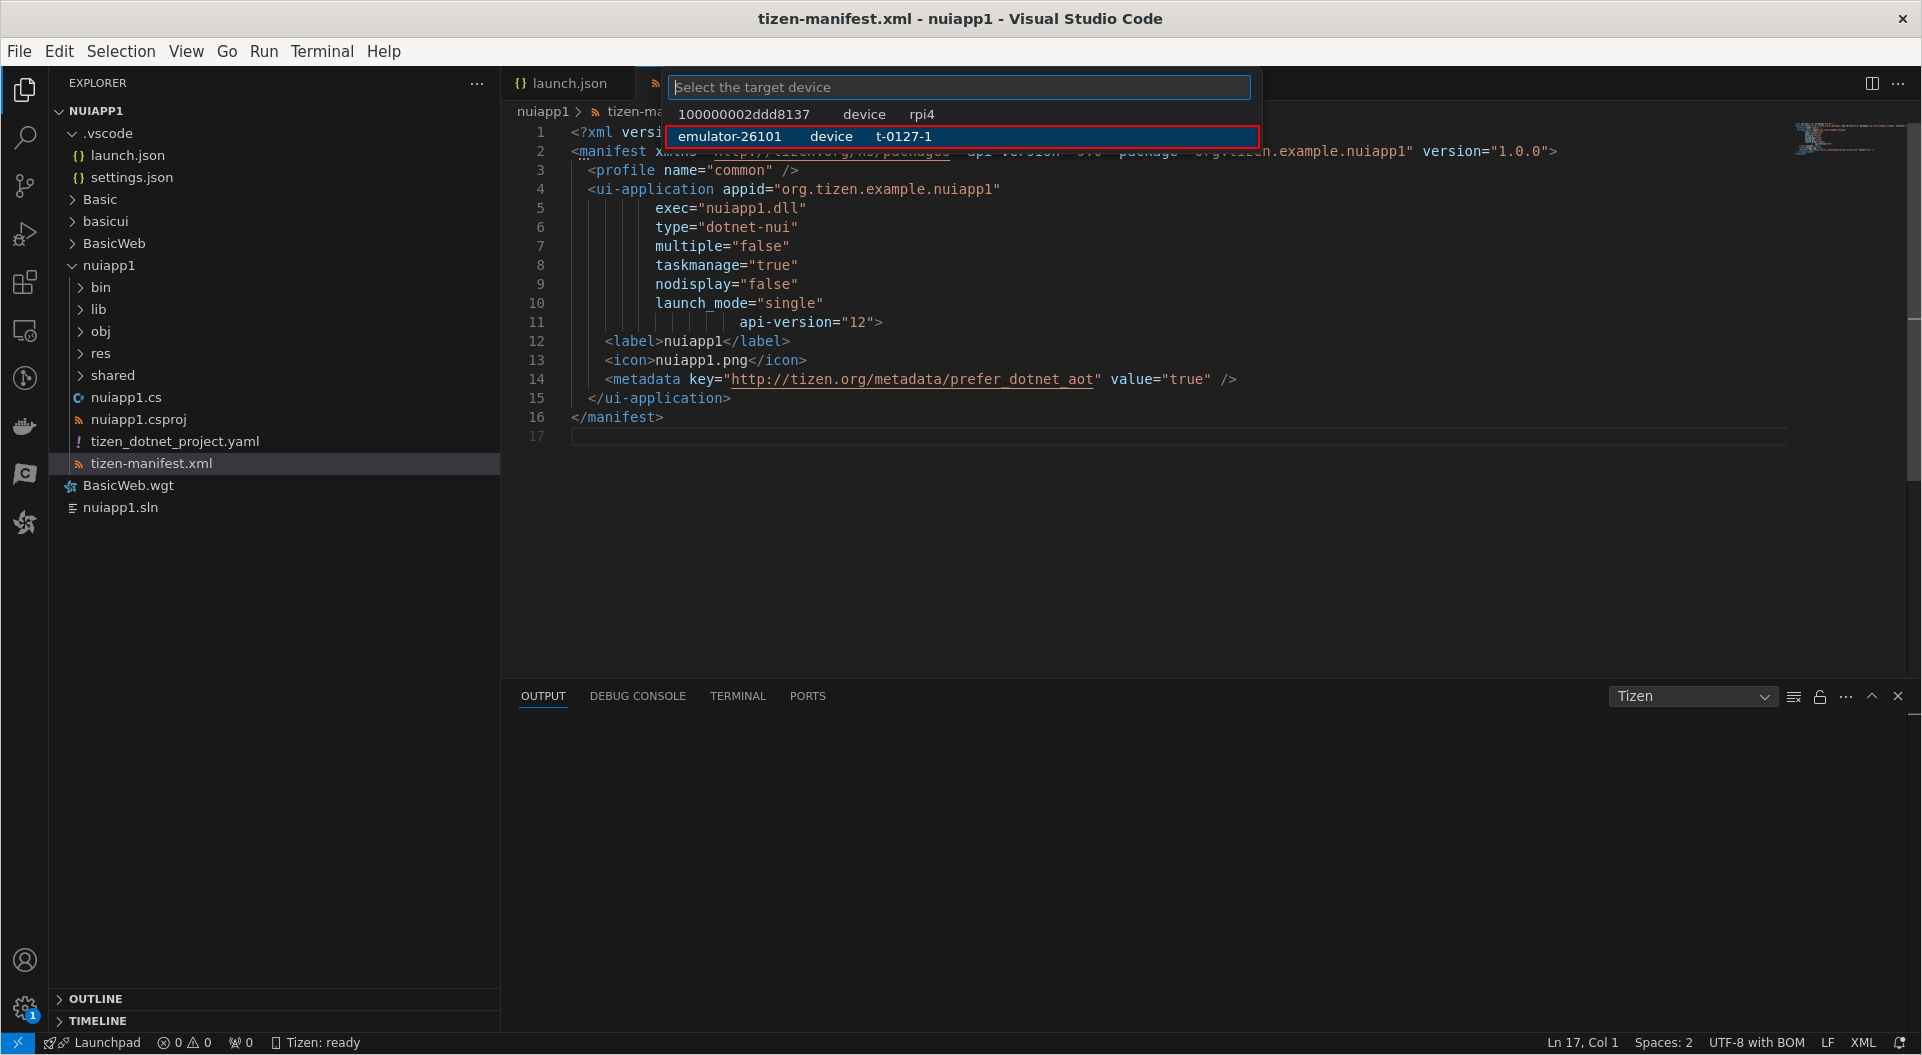 tizen-manifest.xml - nuiapp1 - Visual Studio Code
File Edit Selection View Go Run Terminal Help
EXPLORER
NUIAPP1
.vscode
{} launch.json
{} settings.json
Basic
basicui
BasicWeb
nuiapp1
bin
lib
obj
res
shared
nuiapp1.cs
nuiapp1.csproj
! tizen_dotnet_project.yaml
tizen-manifest.xml
BasicWeb.wgt
nuiapp1.sln
OUTLINE
TIMELINE
{} launch.json
Select the target device
100000002ddd8137 device rpi4
emulator-26101 device t-0127-1
nuiapp1 > tizen-ma
1 <?xml versi
2 <manifest org.tizen.example.nuiapp1" version="1.0.0">
3 <profile name="common" />
4 <ui-application appid="org.tizen.example.nuiapp1"
5 exec="nuiapp1.dll"
6 type="dotnet-nui"
7 multiple="false"
8 taskmanage="true"
9 nodisplay="false"
10 launch_mode="single"
11 api-version="12">
12 <label>nuiapp1</label>
13 <icon>nuiapp1.png</icon>
14 <metadata key="http://tizen.org/metadata/prefer_dotnet_aot" value="true" />
15 </ui-application>
16 </manifest>
17
OUTPUT DEBUG CONSOLE TERMINAL PORTS Tizen
1
Launchpad 0 0 0 Tizen: ready Ln 17, Col 1 Spaces: 2 UTF-8 with BOM LF XML